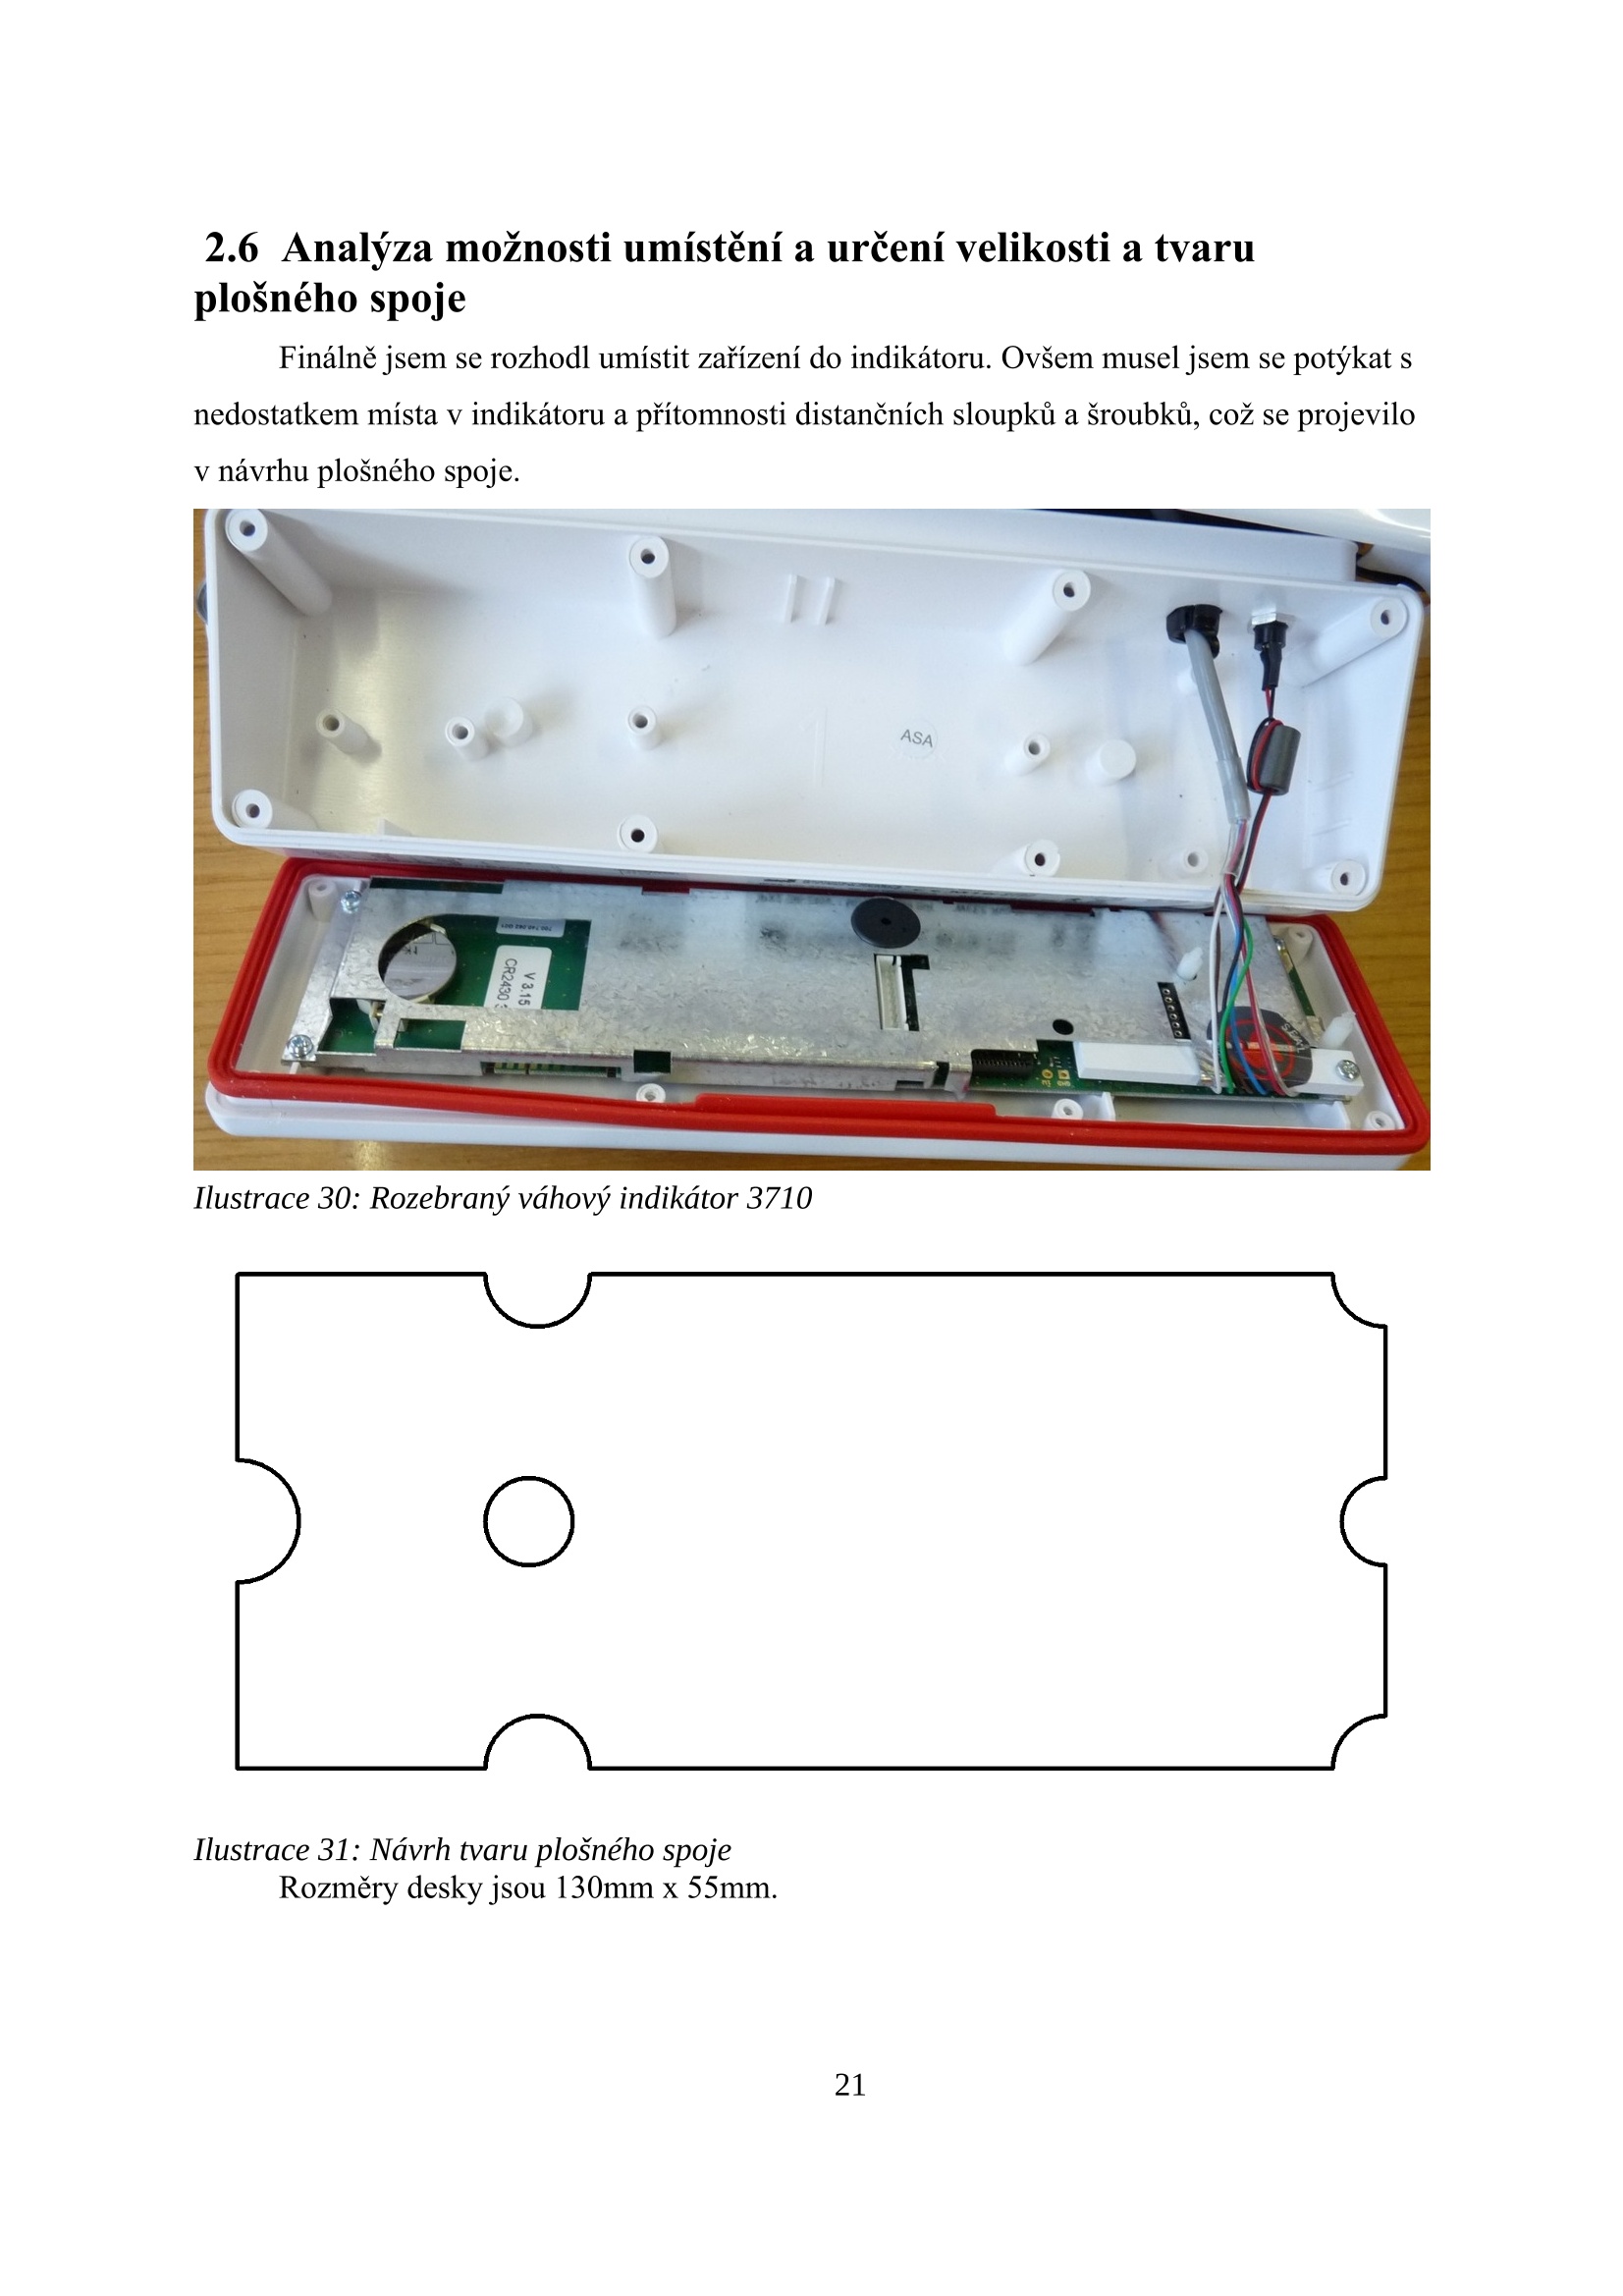 2.6 Analýza možnosti umístění a určení velikosti a tvaru
plošného spoje
Finálně jsem se rozhodl umístit zařízení do indikátoru. Ovšem musel jsem se potýkat s
nedostatkem místa v indikátoru a přítomnosti distančních sloupků a šroubků, což se projevilo
v návrhu plošného spoje.
ASA
V 3.15
CR2430
Ilustrace 30: Rozebraný váhový indikátor 3710
Ilustrace 31: Návrh tvaru plošného spoje
Rozměry desky jsou 130mm x 55mm.
21